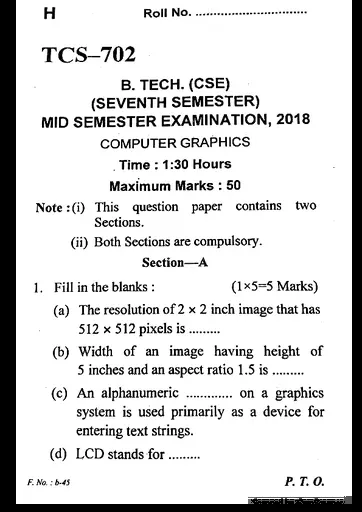 H Roll No. ................................
TCS–702
B. TECH. (CSE)
(SEVENTH SEMESTER)
MID SEMESTER EXAMINATION, 2018
COMPUTER GRAPHICS
Time : 1:30 Hours
Maximum Marks : 50
Note : (i) This question paper contains two
Sections.
(ii) Both Sections are compulsory.
Section—A
1. Fill in the blanks : (1×5=5 Marks)
(a) The resolution of 2 × 2 inch image that has
512 × 512 pixels is .........
(b) Width of an image having height of
5 inches and an aspect ratio 1.5 is .........
(c) An alphanumeric ............. on a graphics
system is used primarily as a device for
entering text strings.
(d) LCD stands for .........
F. No. : b-45 P. T. O.